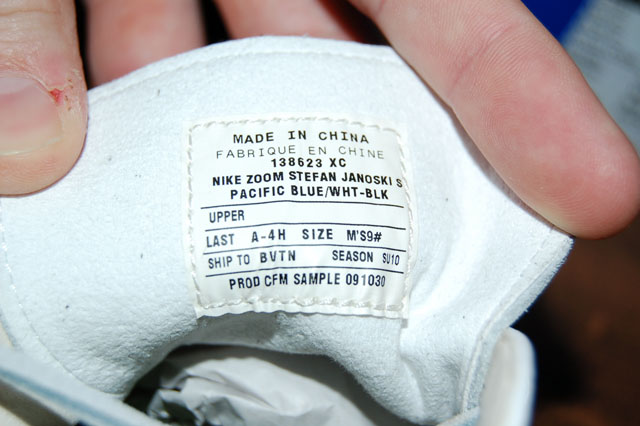 MADE IN CHINA
FABRIQUE EN CHINE
138623 XC
NIKE ZOOM STEFAN JANOSKI S
PACIFIC BLUE/WHT-BLK
UPPER
LAST A-4H SIZE M'S9#
SHIP TO BVTN SEASON SU10
PROD CFM SAMPLE 091030